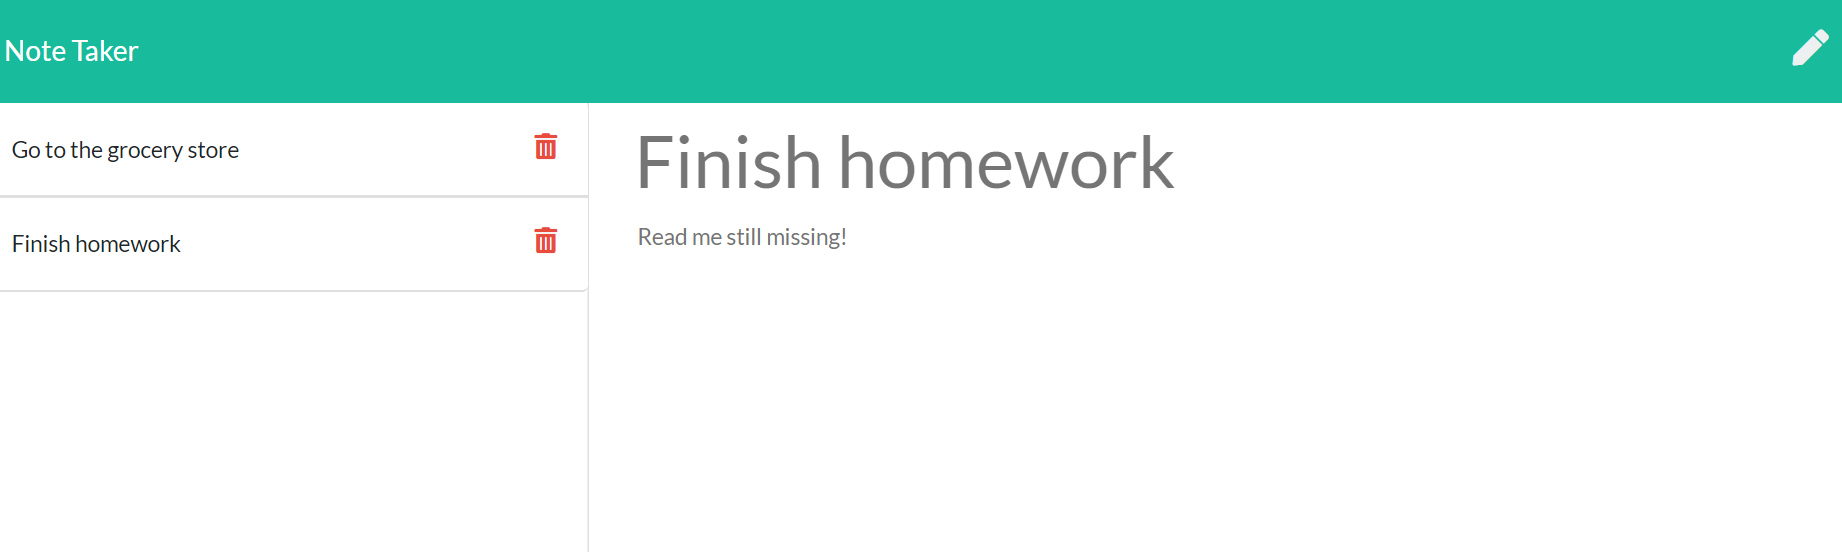 Note Taker
Go to the grocery store
Finish homework
Finish homework
Read me still missing!